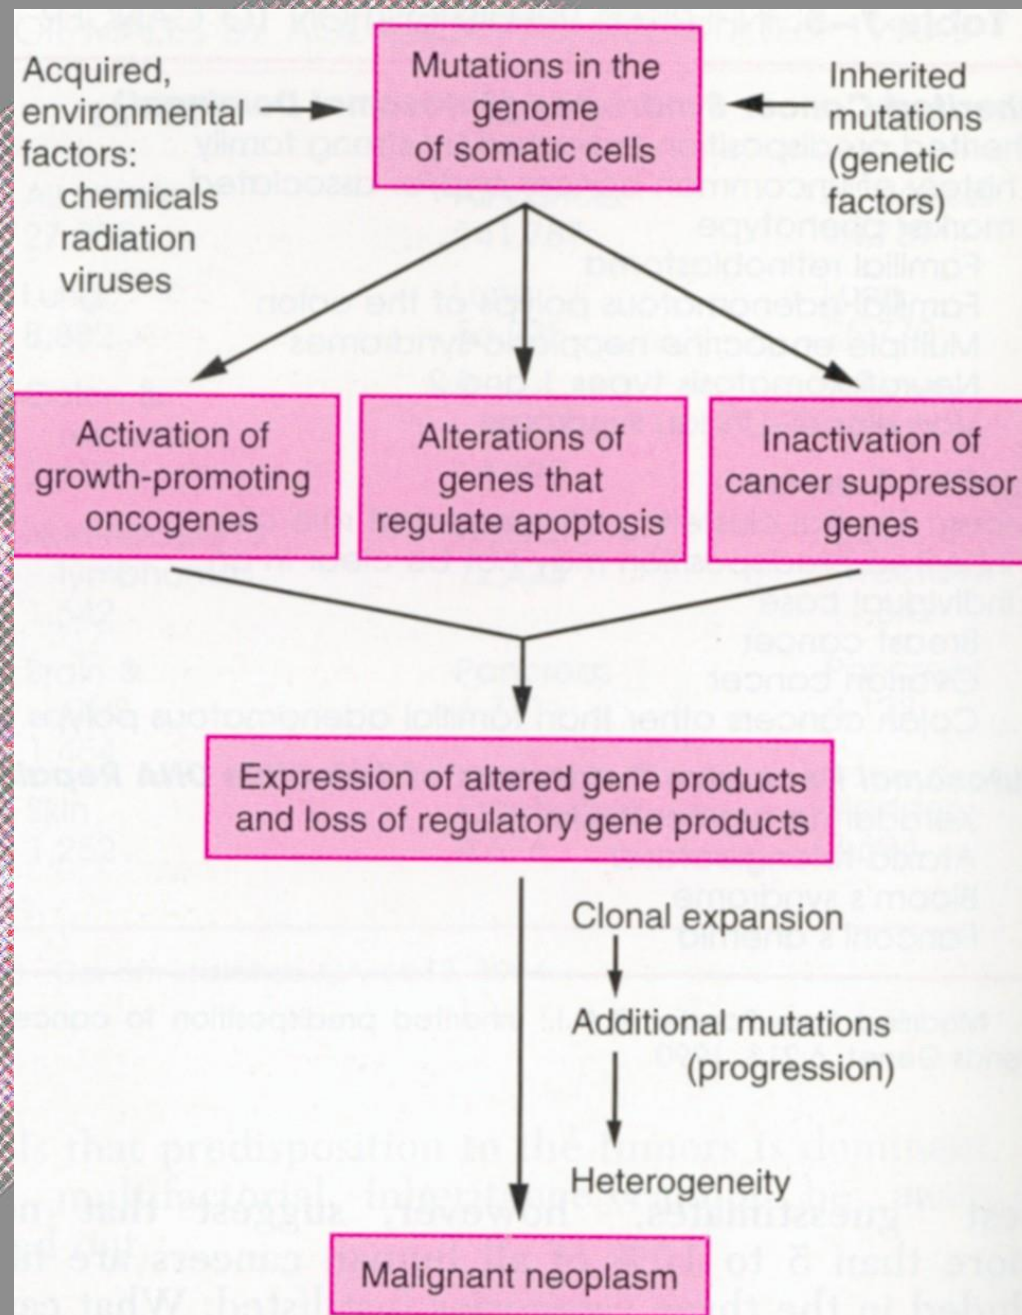 Acquired,
environmental
factors:
chemicals
radiation
viruses
Mutations in the
genome
of somatic cells
Inherited
mutations
(genetic
factors)
Activation of
growth-promoting
oncogenes
Alterations of
genes that
regulate apoptosis
Inactivation of
cancer suppressor
genes
Expression of altered gene products
and loss of regulatory gene products
Clonal expansion
Additional mutations
(progression)
Heterogeneity
Malignant neoplasm